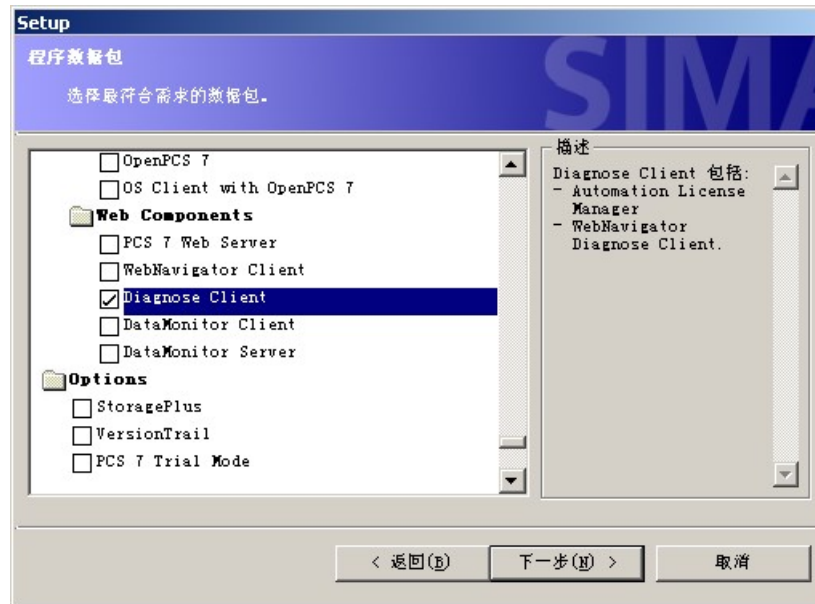 Setup
程序数据包
选择最符合需求的数据包。
SIMA
OpenPCS 7
OS Client with OpenPCS 7
Web Components
PCS 7 Web Server
WebNavigator Client
Diagnose Client
DataMonitor Client
DataMonitor Server
Options
StoragePlus
VersionTrail
PCS 7 Trial Mode
描述
Diagnose Client 包括:
- Automation License
Manager
- WebNavigator
Diagnose Client.
< 返回(B)
下一步(N) >
取消